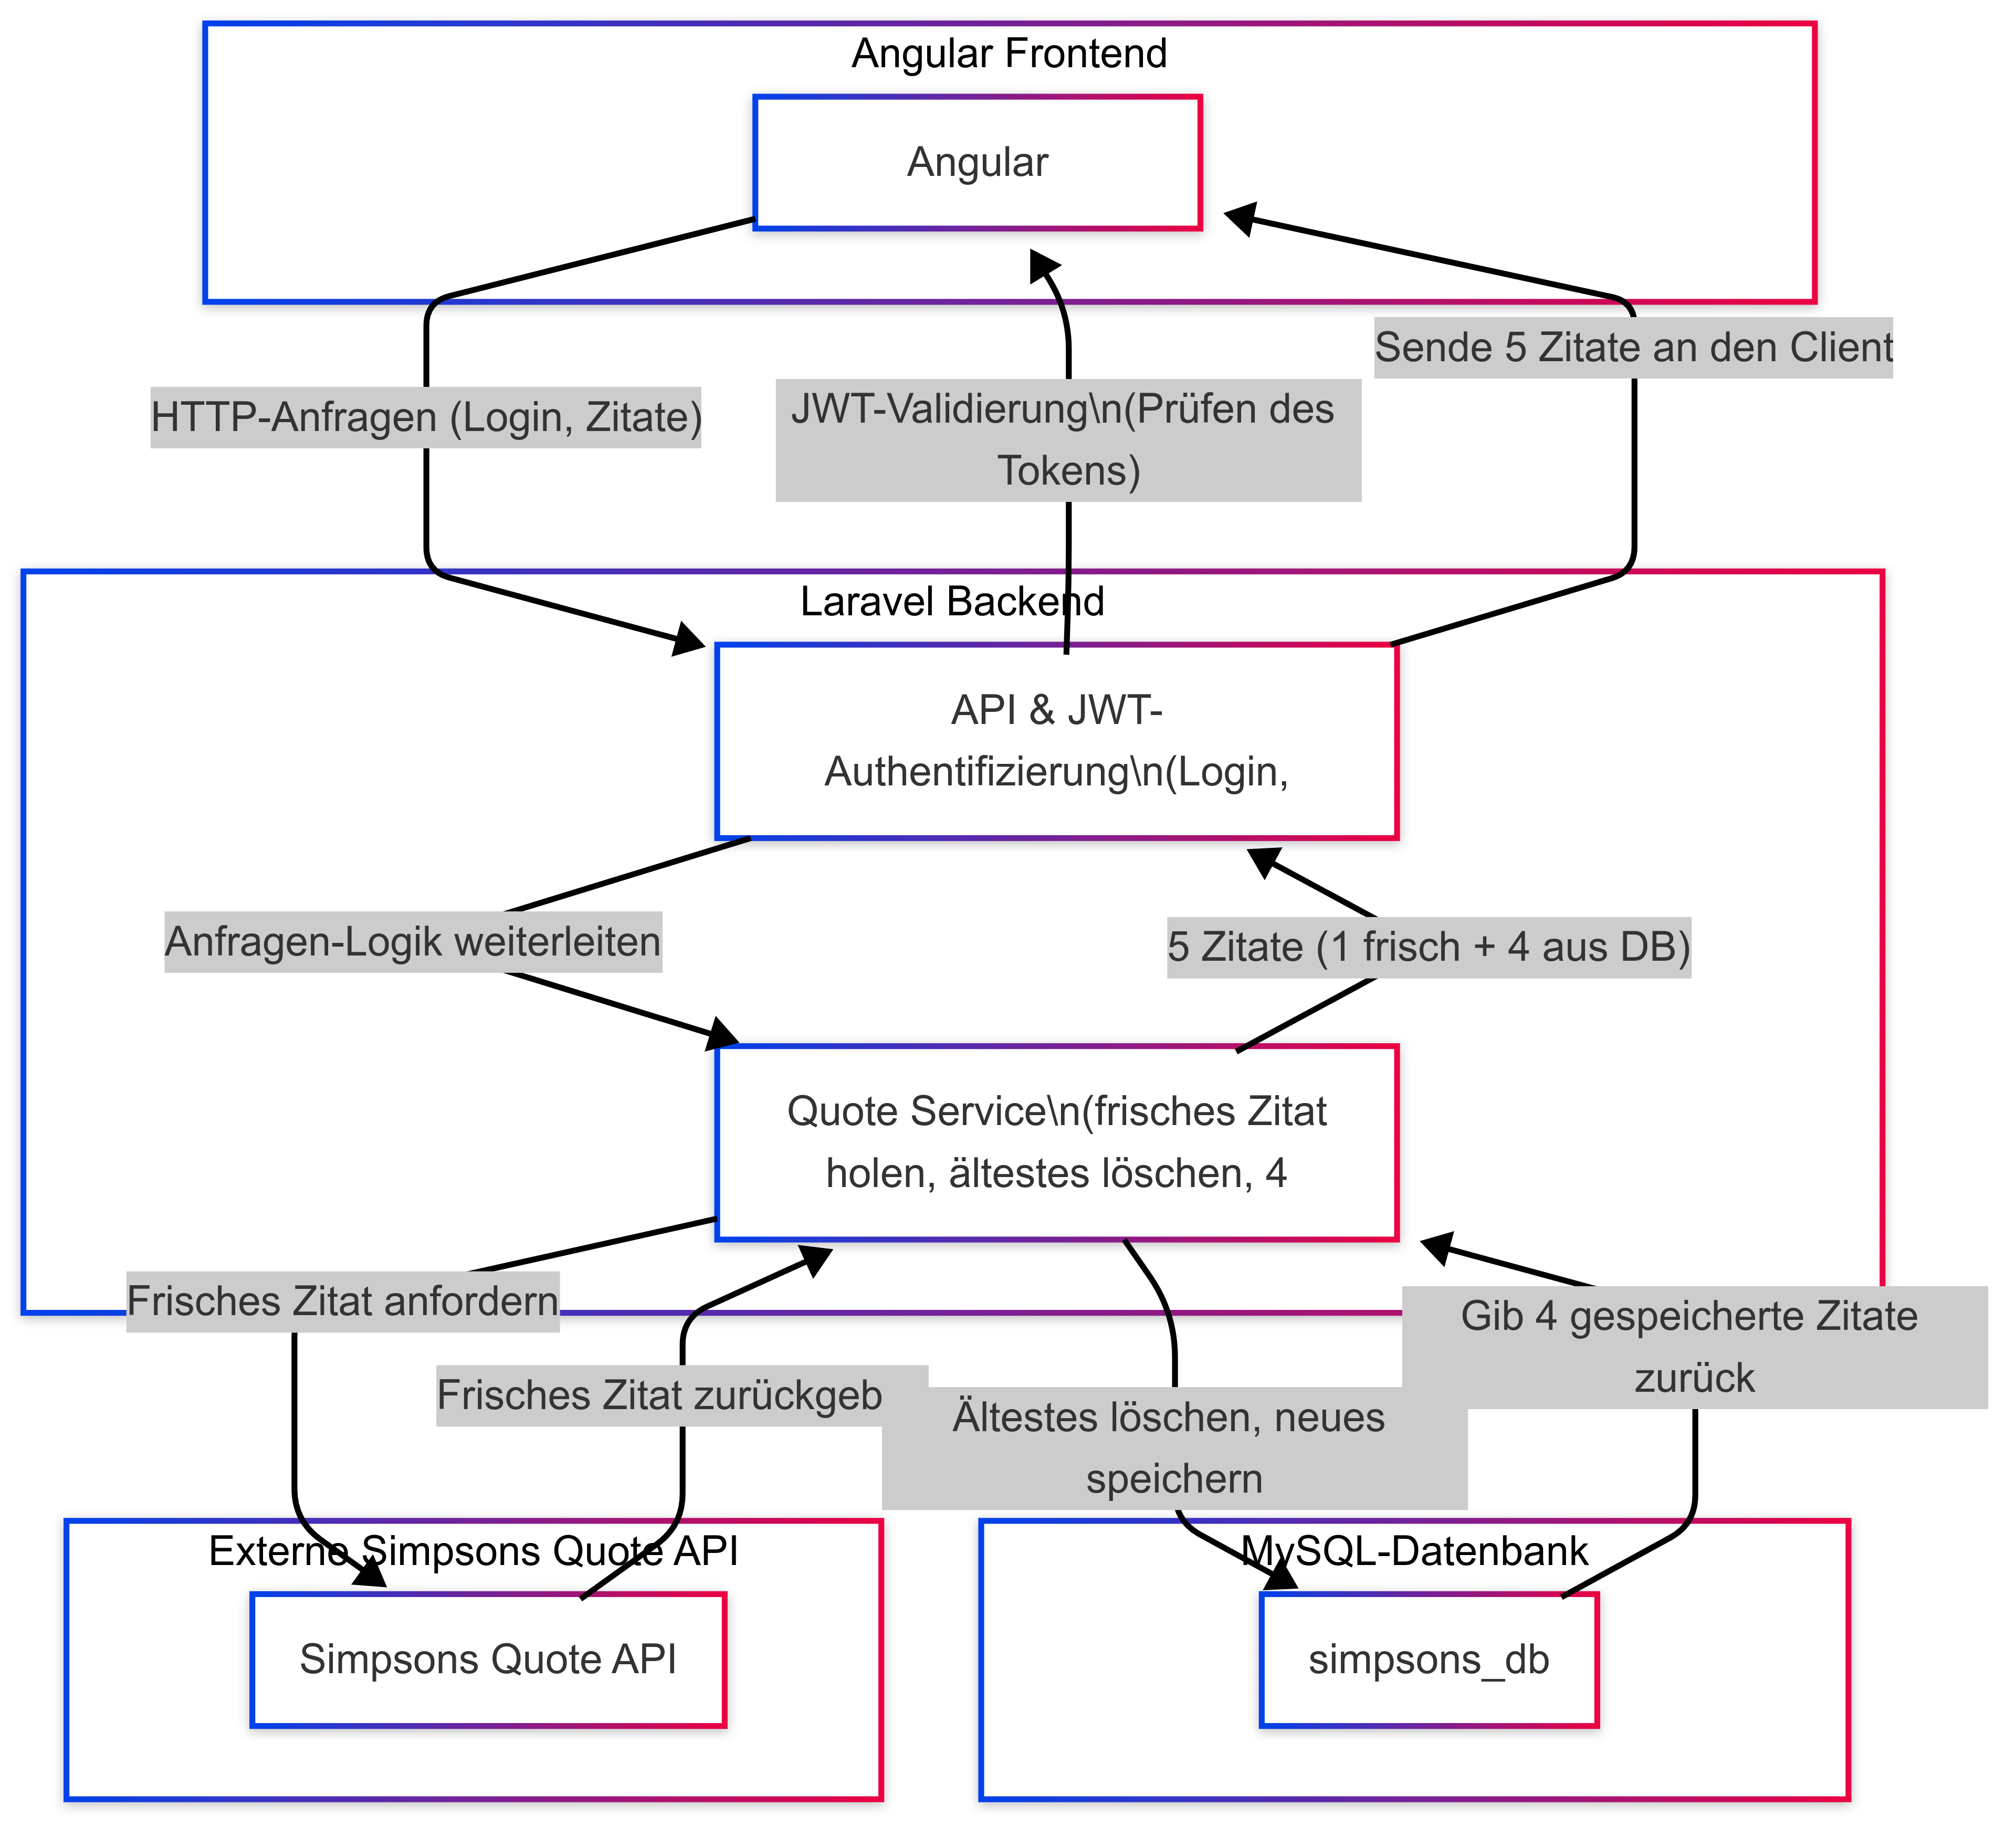 Angular Frontend
Angular
Sende 5 Zitate an den Client
HTTP-Anfragen (Login, Zitate)
JWT-Validierung\n(Prüfen des
Tokens)
Laravel Backend
API & JWT-
Authentifizierung\n(Login,
Anfragen-Logik weiterleiten
5 Zitate (1 frisch + 4 aus DB)
Quote Service\n(frisches Zitat
holen, ältestes löschen, 4
Frisches Zitat anfordern
Gib 4 gespeicherte Zitate
zurück
Frisches Zitat zurückgeb
Ältestes löschen, neues
speichern
Externe Simpsons Quote API
Simpsons Quote API
MySQL-Datenbank
simpsons_db